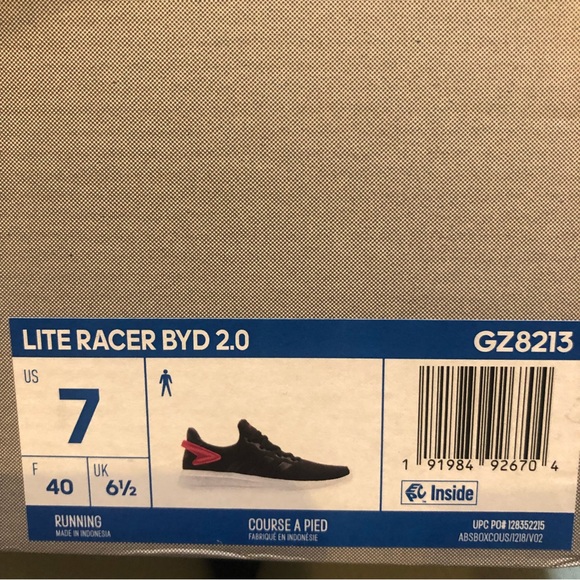 LITE RACER BYD 2.0 GZ8213
US
7
F
40
UK
6½
1 91984 92670 4
Inside
RUNNING
MADE IN INDONESIA
COURSE A PIED
FABRIQUÉ EN INDONÉSIE
UPC PO# 128352215
ABSBOXCOUS/1218/V02